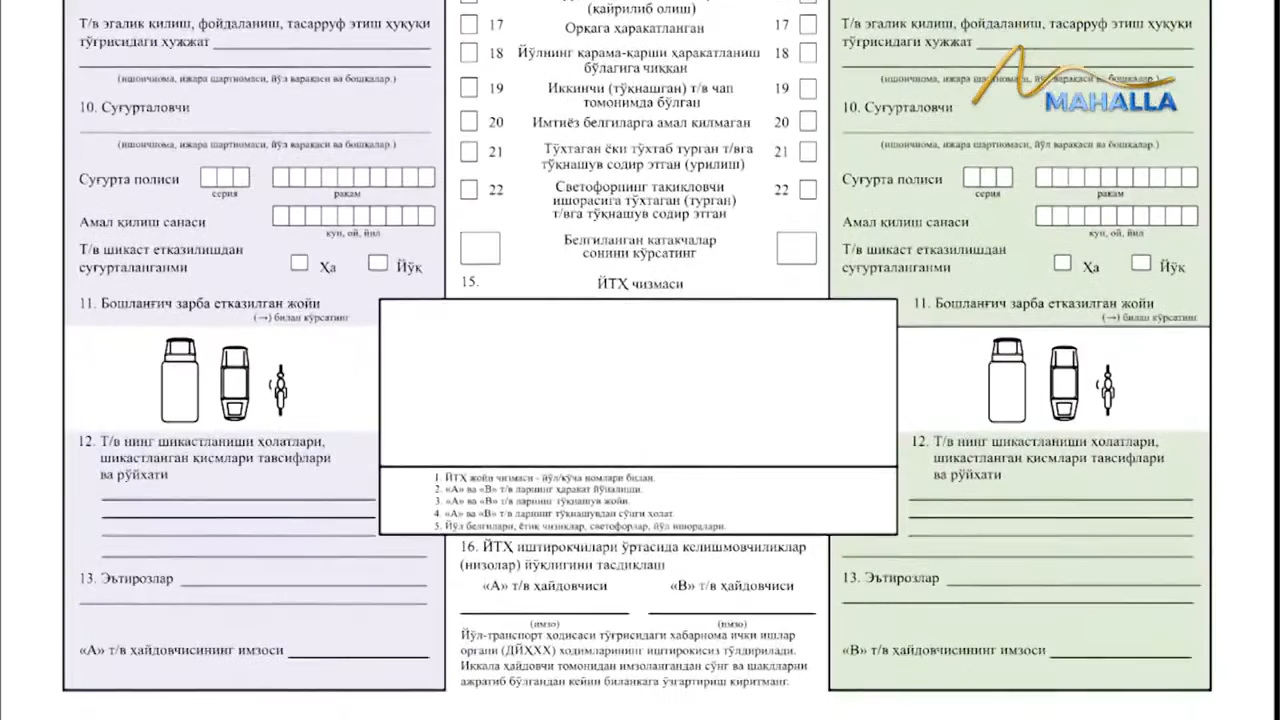 Т/в эгалик қилиш, фойдаланиш, тасарруф этиш ҳуқуқи
тўғрисидаги ҳужжат
(ишончнома, ижара шартномаси, йўл варақаси ва бошқалар.)
10. Суғурталовчи
(ишончнома, ижара шартномаси, йўл варақаси ва бошқалар.)
Суғурта полиси
серия
рақам
Амал қилиш санаси
кун, ой, йил
Т/в шикаст етказилишдан
суғурталанганми
Ҳа
Йўқ
11. Бошланғич зарба етказилган жойи
(→) билан кўрсатинг
12. Т/в нинг шикастланиши ҳолатлари,
шикастланган қисмлари тавсифлари
ва рўйхати
13. Эътирозлар
«А» т/в ҳайдовчисининг имзоси
(қайрилиб олиш)
17 Орқага ҳаракатланган 17
18 Йўлнинг қарама-қарши ҳаракатланиш 18
бўлагига чиққан
19 Иккинчи (тўқнашган) т/в чап 19
томонимда бўлган
20 Имтиёз белгиларга амал қилмаган 20
21 Тўхтаган ёки тўхтаб турган т/вга 21
тўқнашув содир этган (урилиш)
22 Светофорнинг тақиқловчи 22
ишорасига тўхтаган (турган)
т/вга тўқнашув содир этган
Белгиланган катакчалар
сонини кўрсатинг
15. ЙТҲ чизмаси
1. ЙТҲ жойи чизмаси - йўл/кўча номлари билан.
2. «А» ва «В» т/в ларнинг ҳаракат йўналиши.
3. «А» ва «В» т/в ларнинг тўқнашув жойи.
4. «А» ва «В» т/в ларнинг тўқнашувдан сўнгги ҳолат.
5. Йўл белгилари, ётиқ чизиқлар, светофорлар, йўл ишоралари.
16. ЙТҲ иштирокчилари ўртасида келишмовчиликлар
(низолар) йўқлигини тасдиқлаш
«А» т/в ҳайдовчиси «В» т/в ҳайдовчиси
(имзо) (имзо)
Йўл-транспорт ҳодисаси тўғрисидаги хабарнома ички ишлар
органи (ДЙҲХХ) ходимларининг иштирокисиз тўлдирилади.
Иккала ҳайдовчи томонидан имзолангандан сўнг ва шаклларни
ажратиб бўлгандан кейин бланкага ўзгартириш киритманг.
Т/в эгалик қилиш, фойдаланиш, тасарруф этиш ҳуқуқи
тўғрисидаги ҳужжат
(ишончнома, ижара шартномаси, йўл варақаси ва бошқалар.)
MAHALLA
10. Суғурталовчи
(ишончнома, ижара шартномаси, йўл варақаси ва бошқалар.)
Суғурта полиси
серия
рақам
Амал қилиш санаси
кун, ой, йил
Т/в шикаст етказилишдан
суғурталанганми
Ҳа
Йўқ
11. Бошланғич зарба етказилган жойи
(→) билан кўрсатинг
12. Т/в нинг шикастланиши ҳолатлари,
шикастланган қисмлари тавсифлари
ва рўйхати
13. Эътирозлар
«В» т/в ҳайдовчисининг имзоси